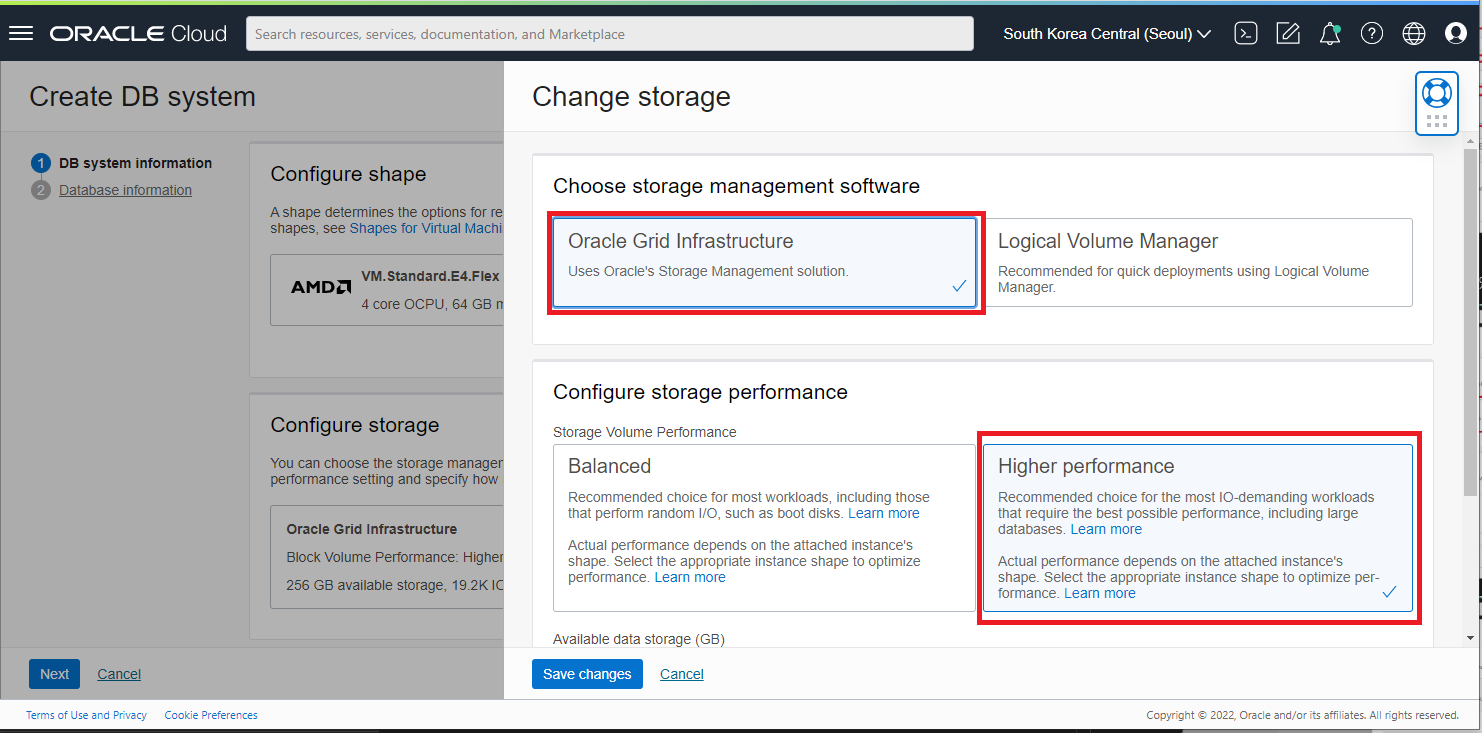 ORACLE Cloud
Search resources, services, documentation, and Marketplace
South Korea Central (Seoul)
Create DB system
1 DB system information
2 Database information
Configure shape
A shape determines the options for re
shapes, see Shapes for Virtual Machi
AMD
VM.Standard.E4.Flex
4 core OCPU, 64 GB m
Configure storage
You can choose the storage manager
performance setting and specify how
Oracle Grid Infrastructure
Block Volume Performance: Higher
256 GB available storage, 19.2K IO
Next
Cancel
Change storage
Choose storage management software
Oracle Grid Infrastructure
Uses Oracle's Storage Management solution.
Logical Volume Manager
Recommended for quick deployments using Logical Volume
Manager.
Configure storage performance
Storage Volume Performance
Balanced
Recommended choice for most workloads, including those
that perform random I/O, such as boot disks. Learn more
Actual performance depends on the attached instance's
shape. Select the appropriate instance shape to optimize
performance. Learn more
Higher performance
Recommended choice for the most IO-demanding workloads
that require the best possible performance, including large
databases. Learn more
Actual performance depends on the attached instance's
shape. Select the appropriate instance shape to optimize per-
formance. Learn more
Available data storage (GB)
Save changes
Cancel
Terms of Use and Privacy
Cookie Preferences
Copyright © 2022, Oracle and/or its affiliates. All rights reserved.